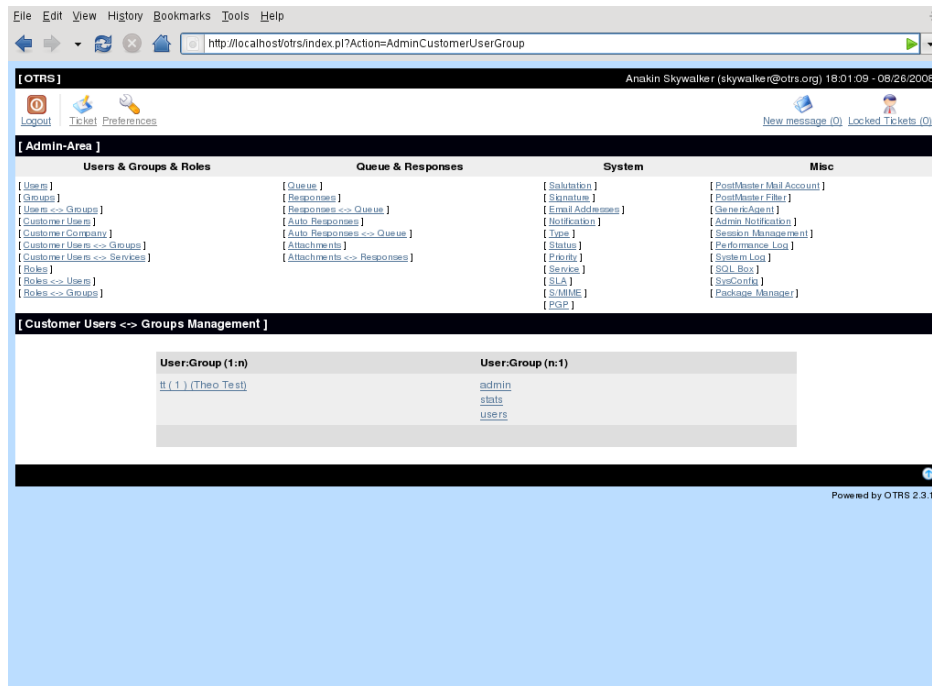 File Edit View History Bookmarks Tools Help
http://localhost/otrs/index.pl?Action=AdminCustomerUserGroup
[ OTRS ] Anakin Skywalker (skywalker@otrs.org) 18:01:09 - 08/26/2008
Logout Ticket Preferences New message (0) Locked Tickets (0)
[ Admin-Area ]
Users & Groups & Roles Queue & Responses System Misc
[ Users ] [ Queue ] [ Salutation ] [ PostMaster Mail Account ]
[ Groups ] [ Responses ] [ Signature ] [ PostMaster Filter ]
[ Users <-> Groups ] [ Responses <-> Queue ] [ Email Addresses ] [ GenericAgent ]
[ Customer Users ] [ Auto Responses ] [ Notification ] [ Admin Notification ]
[ Customer Company ] [ Auto Responses <-> Queue ] [ Type ] [ Session Management ]
[ Customer Users <-> Groups ] [ Attachments ] [ Status ] [ Performance Log ]
[ Customer Users <-> Services ] [ Attachments <-> Responses ] [ Priority ] [ System Log ]
[ Roles ] [ Service ] [ SQL Box ]
[ Roles <-> Users ] [ SLA ] [ SysConfig ]
[ Roles <-> Groups ] [ S/MIME ] [ Package Manager ]
[ PGP ]
[ Customer Users <-> Groups Management ]
User:Group (1:n) User:Group (n:1)
tt ( 1 ) (Theo Test) admin
stats
users
Powered by OTRS 2.3.1